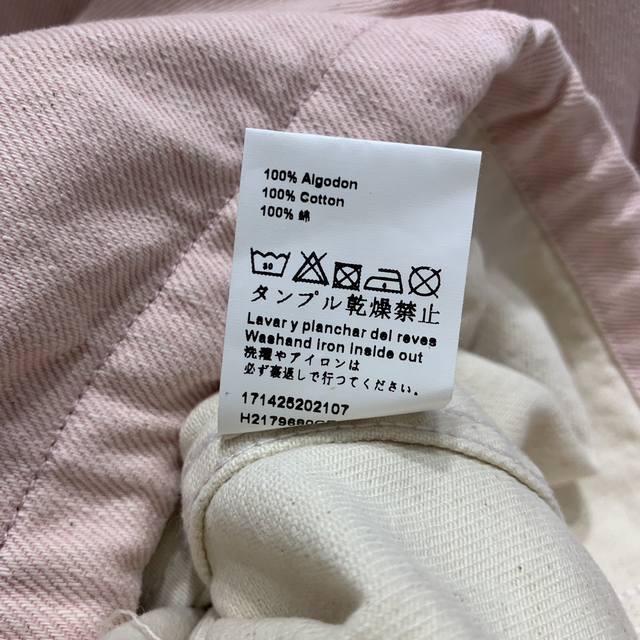 100% Algodon
100% Cotton
100% 綿
タンプル乾燥禁止
Lavar y planchar del reves
Washand iron inside out
洗濯やアイロンは
必ず裏返しで行つてください。
171425202107